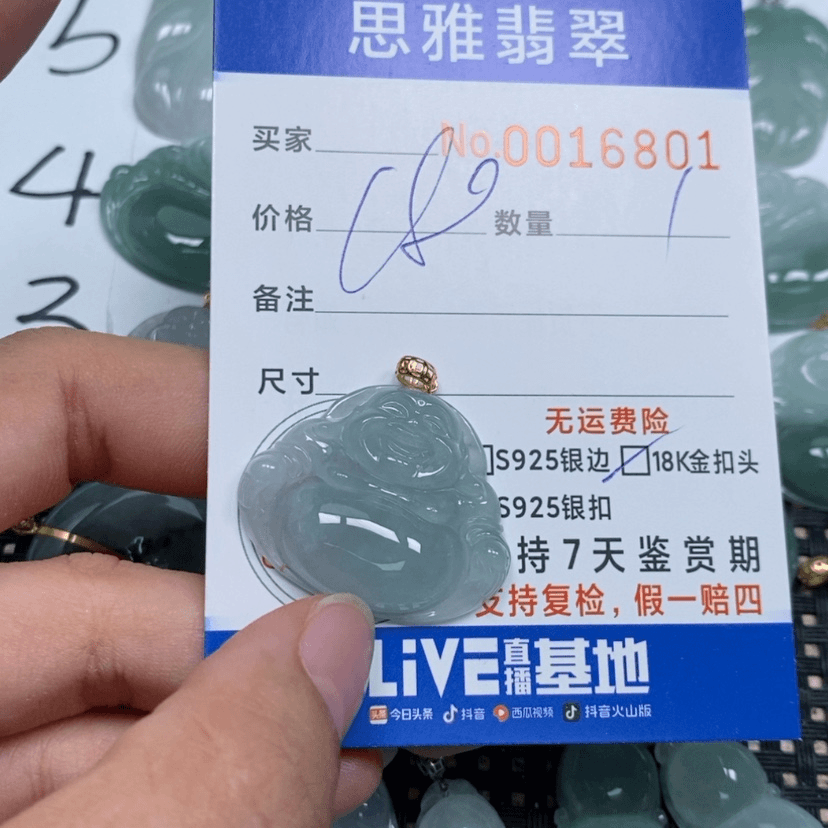 5
4
3
思雅翡翠
买家 No.0016801
价格 数量 1
备注
尺寸
无运费险
S925银边 18K金扣头
S925银扣
持7天鉴赏期
支持复检，假一赔四
LiVE直播基地
头条 今日头条 抖音 西瓜视频 抖音火山版